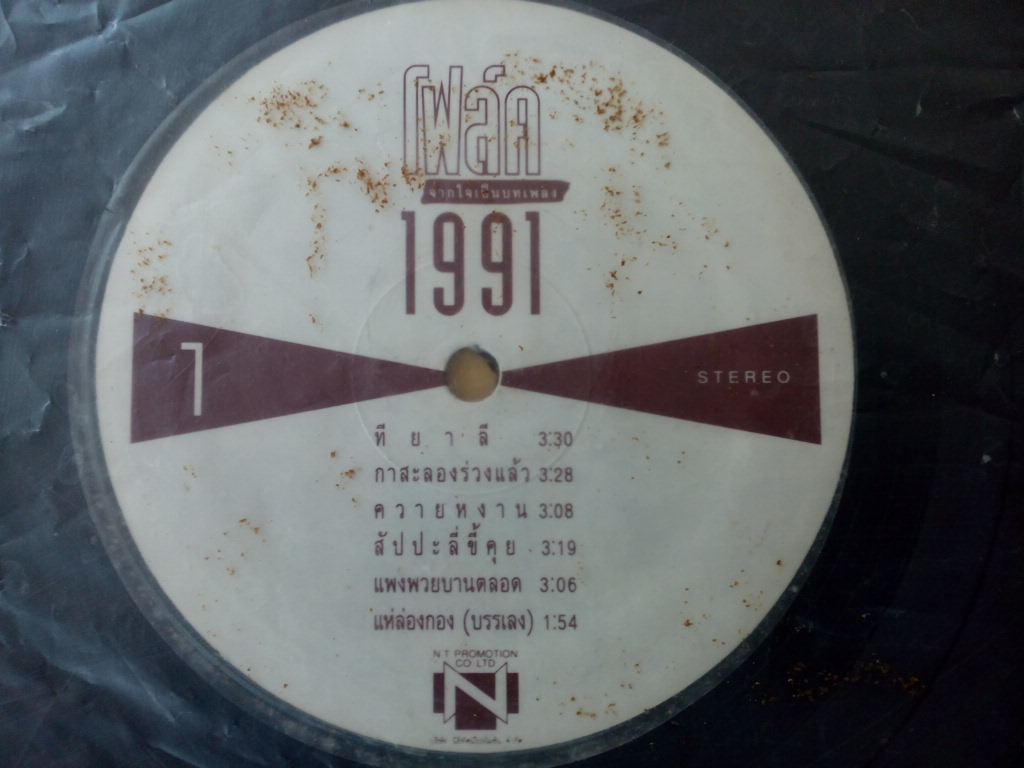 โฟล์ค
จากใจเป็นบทเพลง
1991
1
STEREO
ทียาลี 3:30
กาสะลองร่วงแล้ว 3:28
ควายหงาน 3:08
สัปปะลี่ขี้คุย 3:19
แพงพวยบานตลอด 3:06
แห่ล่องกอง (บรรเลง) 1:54
N T PROMOTION
CO LTD
N